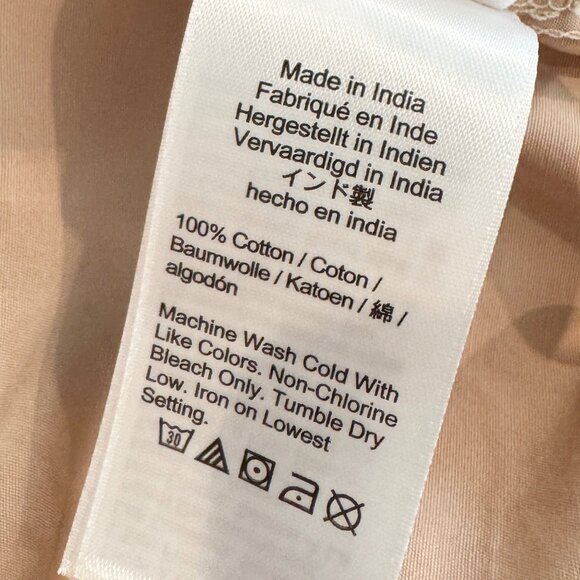 Made in India
Fabriqué en Inde
Hergestellt in Indien
Vervaardigd in India
インド製
hecho en india
100% Cotton / Coton /
Baumwolle / Katoen / 綿 /
algodón
Machine Wash Cold With
Like Colors. Non-Chlorine
Bleach Only. Tumble Dry
Low. Iron on Lowest
Setting.
30